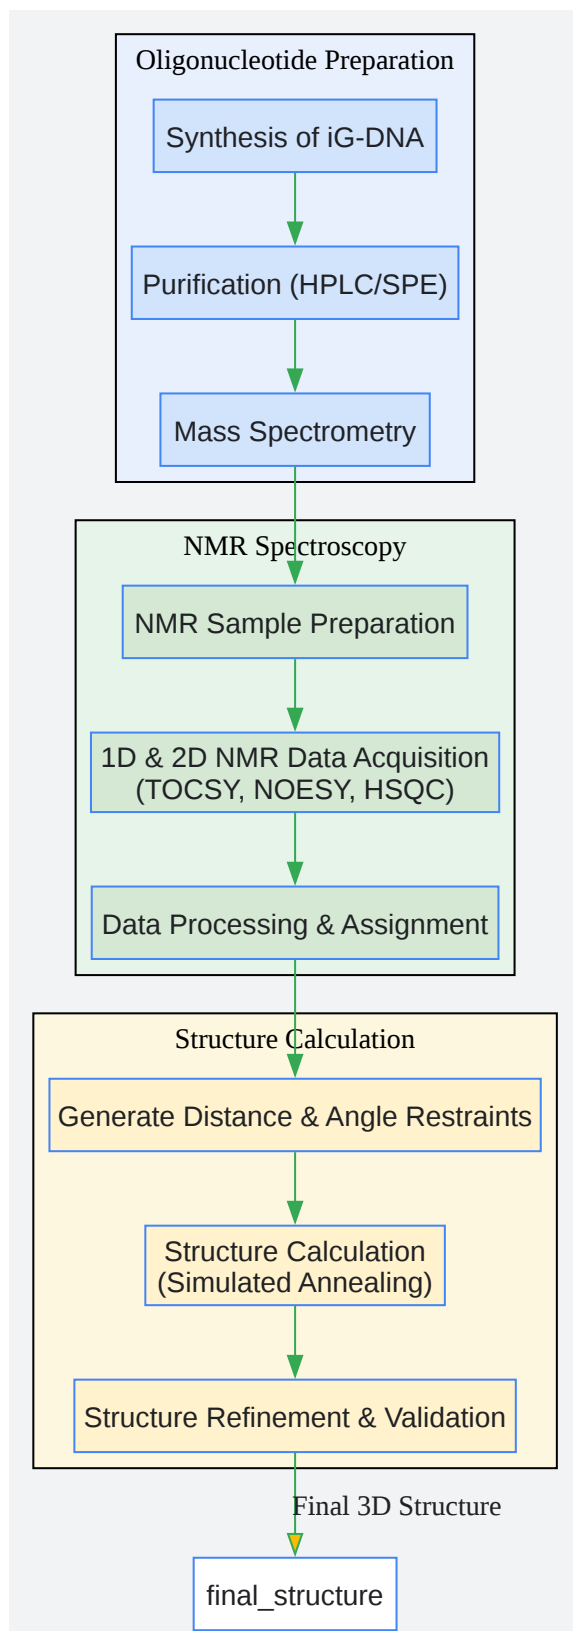 Oligonucleotide Preparation
Synthesis of iG-DNA
Purification (HPLC/SPE)
Mass Spectrometry
NMR Spectroscopy
NMR Sample Preparation
1D & 2D NMR Data Acquisition
(TOCSY, NOESY, HSQC)
Data Processing & Assignment
Structure Calculation
Generate Distance & Angle Restraints
Structure Calculation
(Simulated Annealing)
Structure Refinement & Validation
Final 3D Structure
final_structure